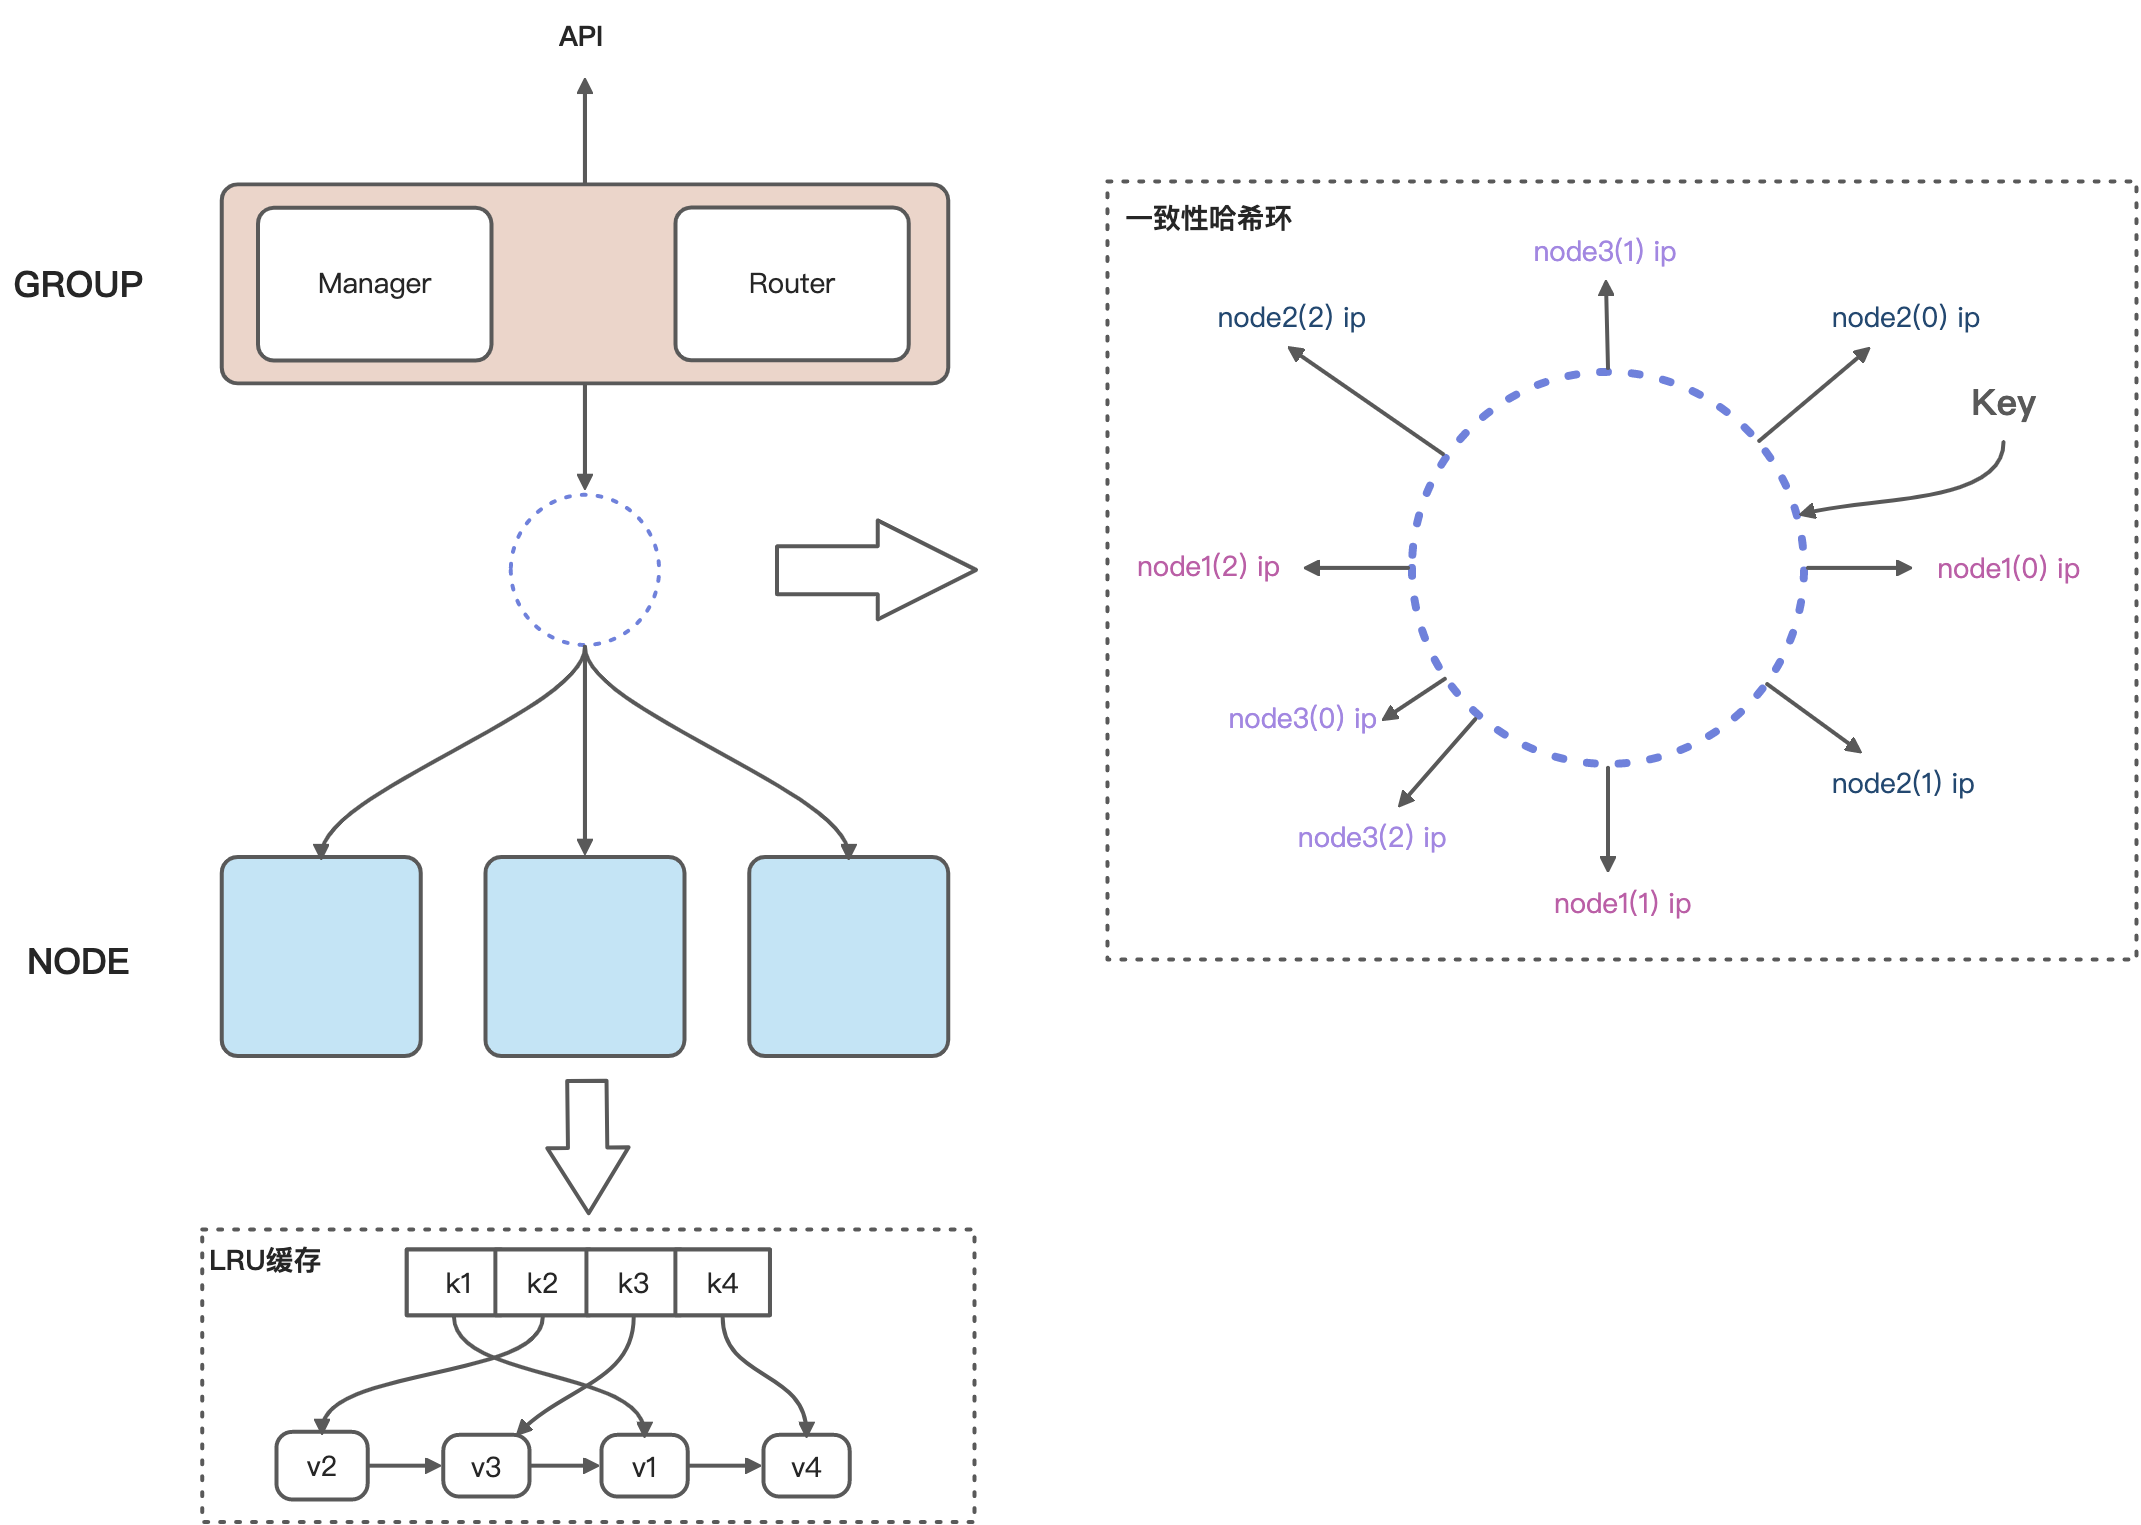 API
GROUP
Manager
Router
一致性哈希环
node3(1) ip
node2(2) ip
node2(0) ip
Key
node1(2) ip
node1(0) ip
node3(0) ip
node2(1) ip
node3(2) ip
node1(1) ip
NODE
LRU缓存
k1
k2
k3
k4
v2
v3
v1
v4